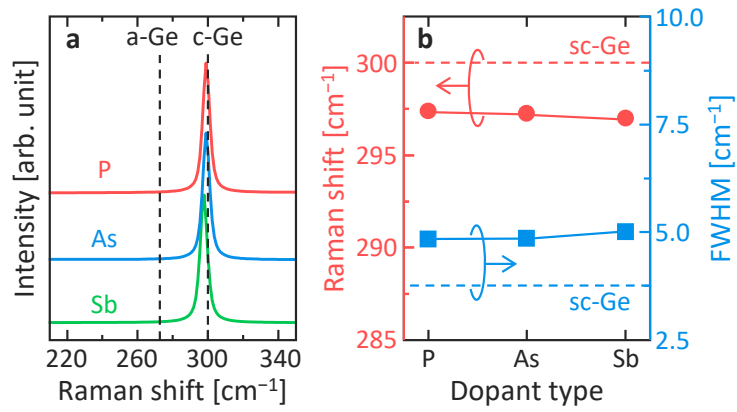 a
a-Ge c-Ge
P
As
Sb
Intensity [arb. unit]
220 260 300 340
Raman shift [cm⁻¹]
b
sc-Ge
sc-Ge
300
295
290
285
Raman shift [cm⁻¹]
10.0
7.5
5.0
2.5
FWHM [cm⁻¹]
P As Sb
Dopant type